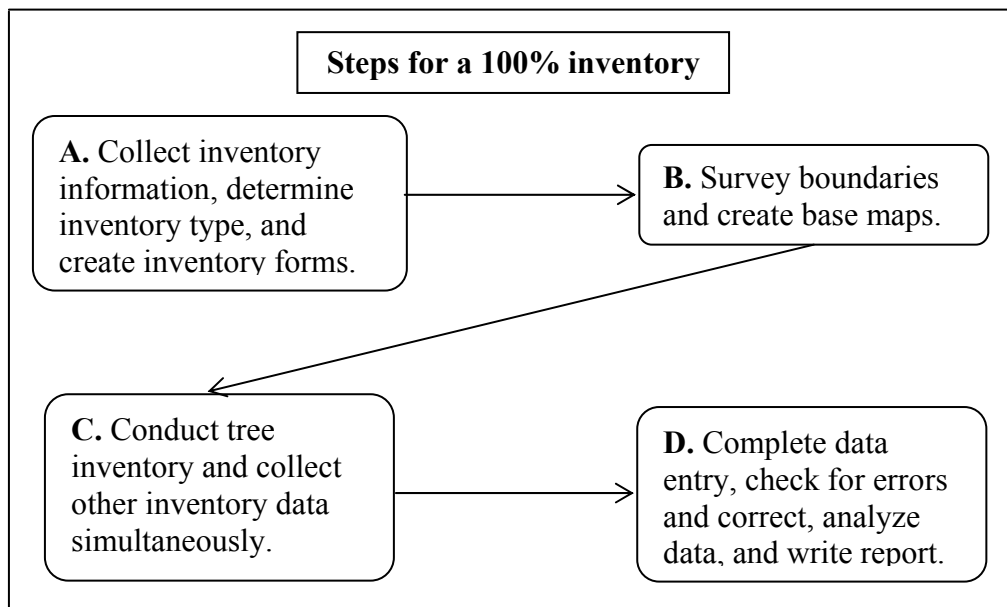 Steps for a 100% inventory
A. Collect inventory
information, determine
inventory type, and
create inventory forms.
B. Survey boundaries
and create base maps.
C. Conduct tree
inventory and collect
other inventory data
simultaneously.
D. Complete data
entry, check for errors
and correct, analyze
data, and write report.